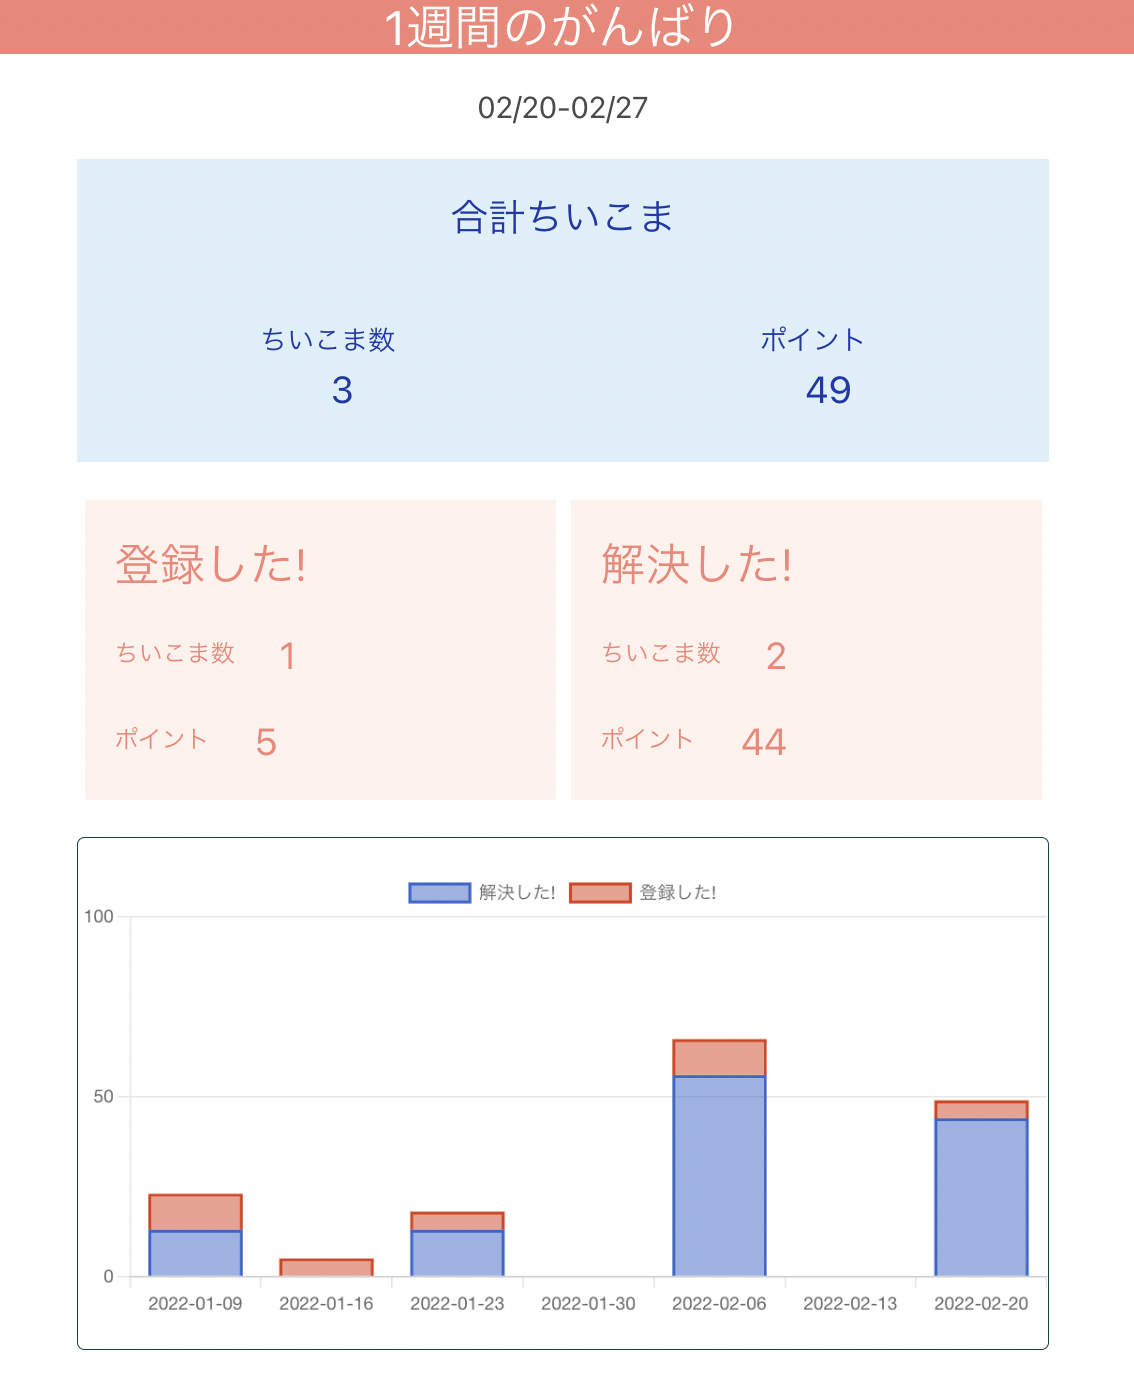 1週間のがんばり
02/20-02/27
合計ちいこま
ちいこま数 ポイント
3 49
登録した! 解決した!
ちいこま数 1 ちいこま数 2
ポイント 5 ポイント 44
解決した! 登録した!
100
50
0
2022-01-09 2022-01-16 2022-01-23 2022-01-30 2022-02-06 2022-02-13 2022-02-20